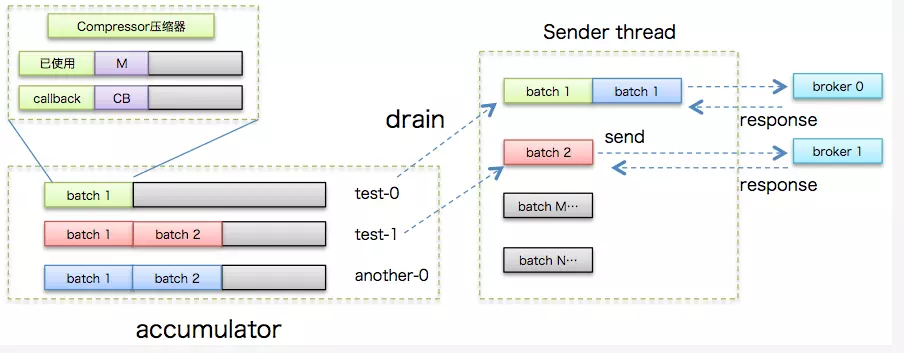 Compressor压缩器
已使用 M
callback CB
batch 1
test-0
batch 1 batch 2
test-1
batch 1 batch 2
another-0
accumulator
drain
Sender thread
batch 1 batch 1
broker 0
response
send
batch 2
broker 1
response
batch M…
batch N…